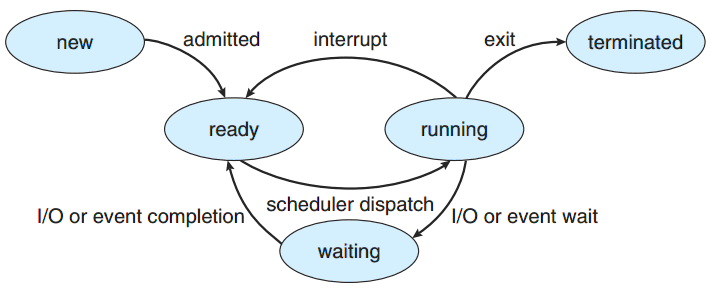 new
admitted
interrupt
exit
terminated
ready
running
I/O or event completion
scheduler dispatch
I/O or event wait
waiting